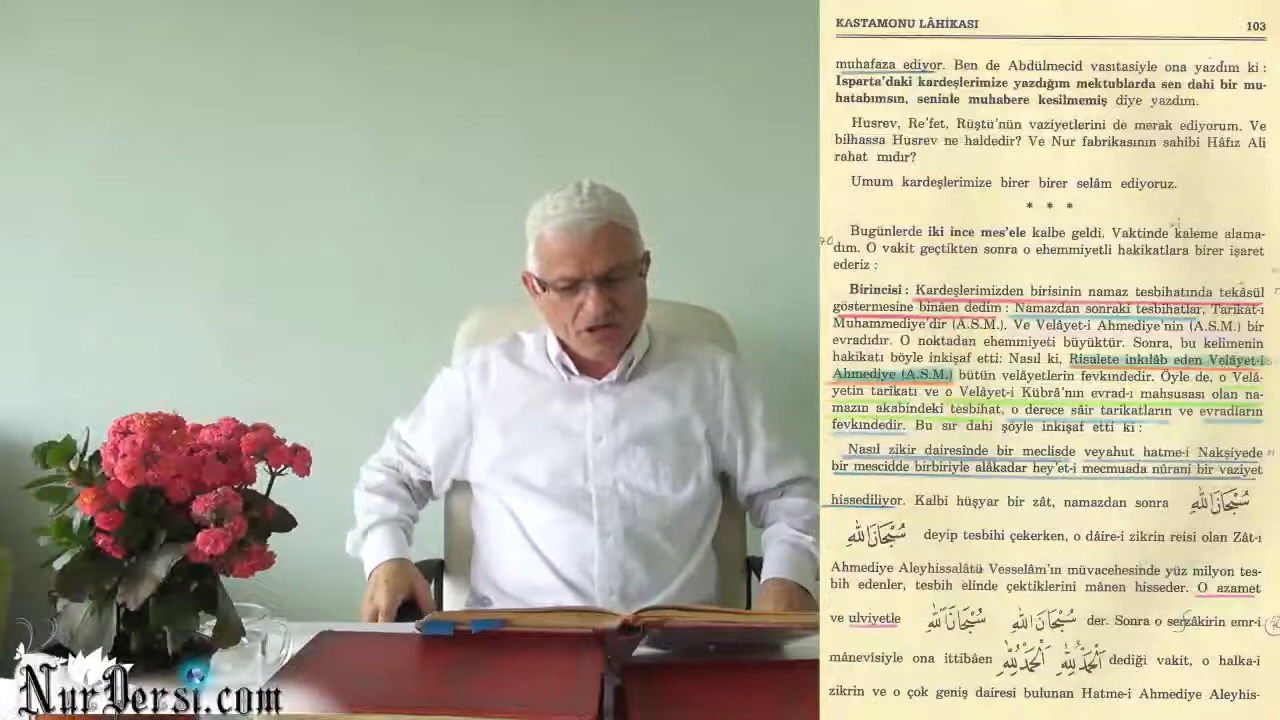 KASTAMONU LÂHİKASI 103
muhafaza ediyor. Ben de Abdülmecid vasıtasiyle ona yazdım ki :
Isparta'daki kardeşlerimize yazdığım mektublarda sen dahi bir mu-
hatabımsın, seninle muhabere kesilmemiş diye yazdım.
Husrev, Re'fet, Rüştü'nün vaziyetlerini de merak ediyorum. Ve
bilhassa Husrev ne haldedir? Ve Nur fabrikasının sahibi Hâfız Ali
rahat mıdır?
Umum kardeşlerimize birer birer selâm ediyoruz.
* * *
Bugünlerde iki ince mes'ele kalbe geldi. Vaktinde kaleme alama-
dım. O vakit geçtikten sonra o ehemmiyetli hakikatlara birer işaret
ederiz :
Birincisi : Kardeşlerimizden birisinin namaz tesbihatında tekâsül
göstermesine binâen dedim : Namazdan sonraki tesbihatlar, Tarikat-ı
Muhammediye'dir (A.S.M.). Ve Velâyet-i Ahmediye'nin (A.S.M.) bir
evradıdır. O noktadan ehemmiyeti büyüktür. Sonra, bu kelimenin
hakikatı böyle inkişaf etti: Nasıl ki, Risalete inkılâb eden Velâyet-i
Ahmediye (A.S.M.) bütün velâyetlerin fevkındedir. Öyle de, o Velâ-
yetin tarikatı ve o Velâyet-i Kübrâ'nın evrad-ı mahsusası olan na-
mazın akabindeki tesbihat, o derece sâir tarikatların ve evradların
fevkındedir. Bu sır dahi şöyle inkişaf etti ki :
Nasıl zikir dairesinde bir meclisde veyahut hatme-i Nakşiyede
bir mescidde birbiriyle alâkadar hey'et-i mecmuada nûrani bir vaziyet
hissediliyor. Kalbi hüşyar bir zât, namazdan sonra سُبْحَانَ اللّٰهِ
سُبْحَانَ اللّٰهِ deyip tesbihi çekerken, o dâire-i zikrin reisi olan Zât-ı
Ahmediye Aleyhissalâtü Vesselâm'ın müvacehesinde yüz milyon tes-
bih edenler, tesbih elinde çektiklerini mânen hisseder. O azamet
ve ulviyetle سُبْحَانَ اللّٰهِ سُبْحَانَ اللّٰهِ der. Sonra o serzâkirin emr-i
mânevîsiyle ona ittibâen اَلْحَمْدُ لِلّٰهِ اَلْحَمْدُ لِلّٰهِ dediği vakit, o halka-i
zikrin ve o çok geniş dairesi bulunan Hatme-i Ahmediye Aleyhis-
NurDersi.com